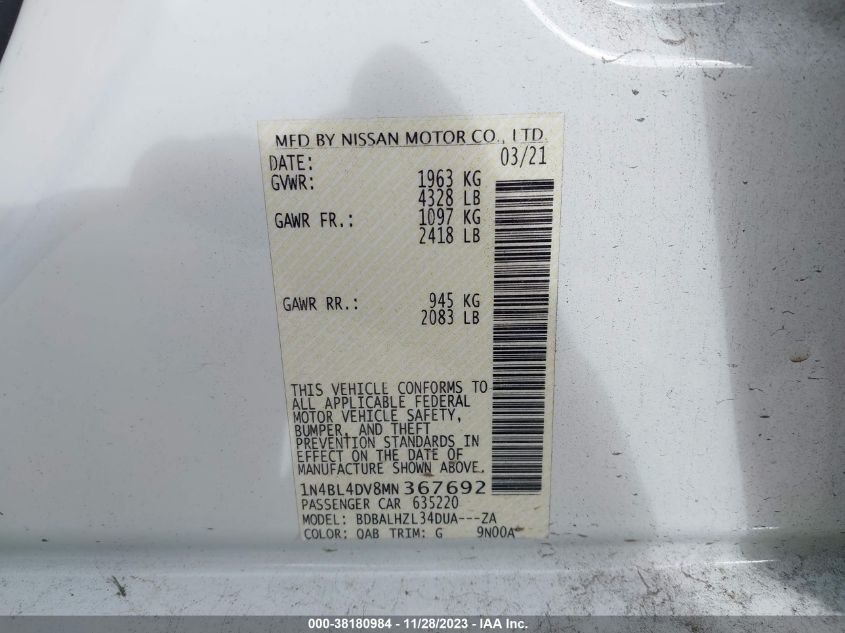 MFD BY NISSAN MOTOR CO., LTD.
DATE: 03/21
GVWR: 1963 KG
4328 LB
GAWR FR.: 1097 KG
2418 LB
GAWR RR.: 945 KG
2083 LB
THIS VEHICLE CONFORMS TO
ALL APPLICABLE FEDERAL
MOTOR VEHICLE SAFETY,
BUMPER, AND THEFT
PREVENTION STANDARDS IN
EFFECT ON THE DATE OF
MANUFACTURE SHOWN ABOVE.
1N4BL4DV8MN367692
PASSENGER CAR 635220
MODEL: BDBALHZL34DUA---ZA
COLOR: QAB TRIM: G 9N00A
000-38180984 - 11/28/2023 - IAA Inc.